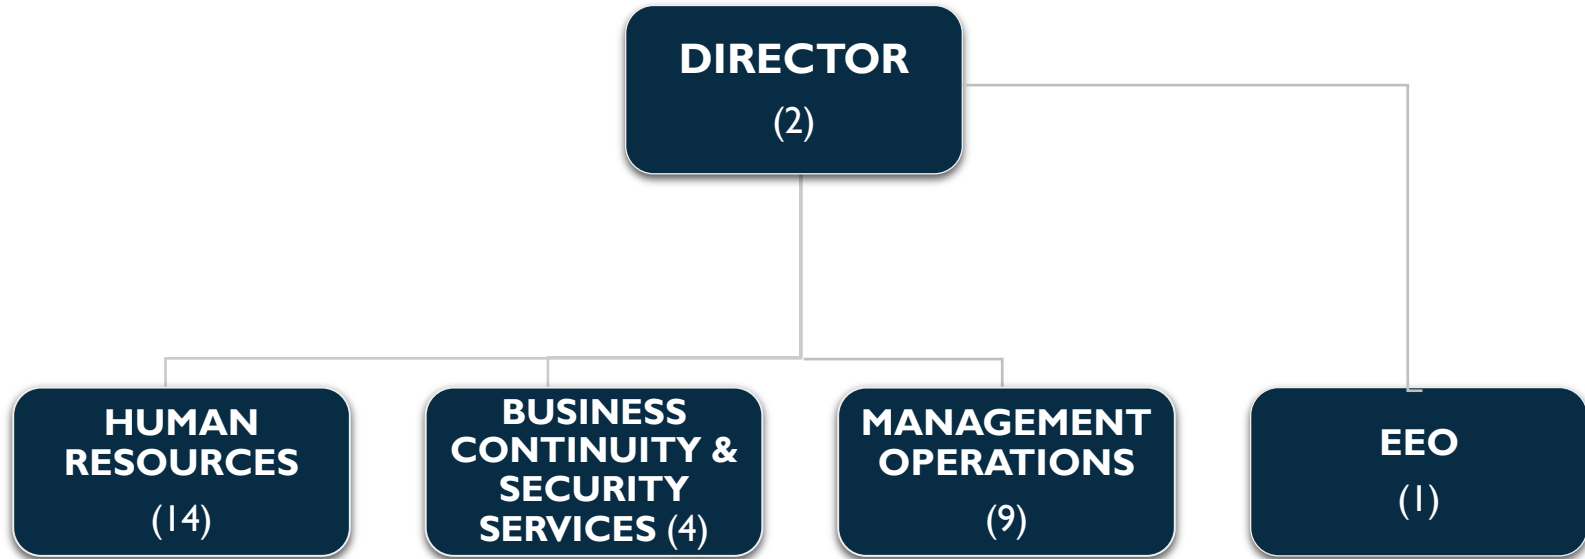 DIRECTOR
(2)
HUMAN
RESOURCES
(14)
BUSINESS
CONTINUITY &
SECURITY
SERVICES (4)
MANAGEMENT
OPERATIONS
(9)
EEO
(1)